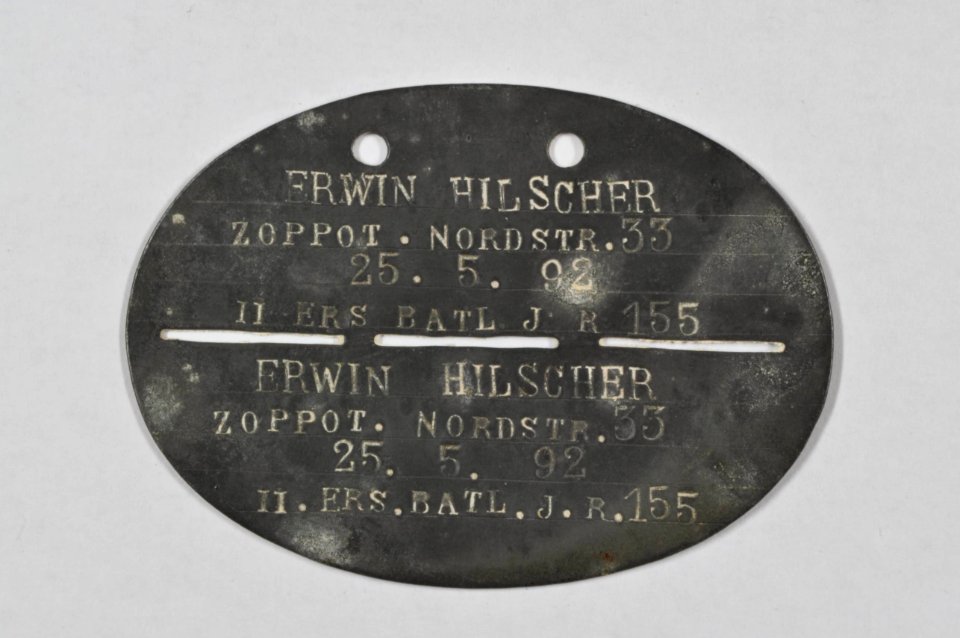 ERWIN HILSCHER
ZOPPOT. NORDSTR. 33
25. 5. 92
II ERS BATL J R 155
ERWIN HILSCHER
ZOPPOT. NORDSTR. 33
25. 5. 92
II. ERS. BATL. J. R. 155